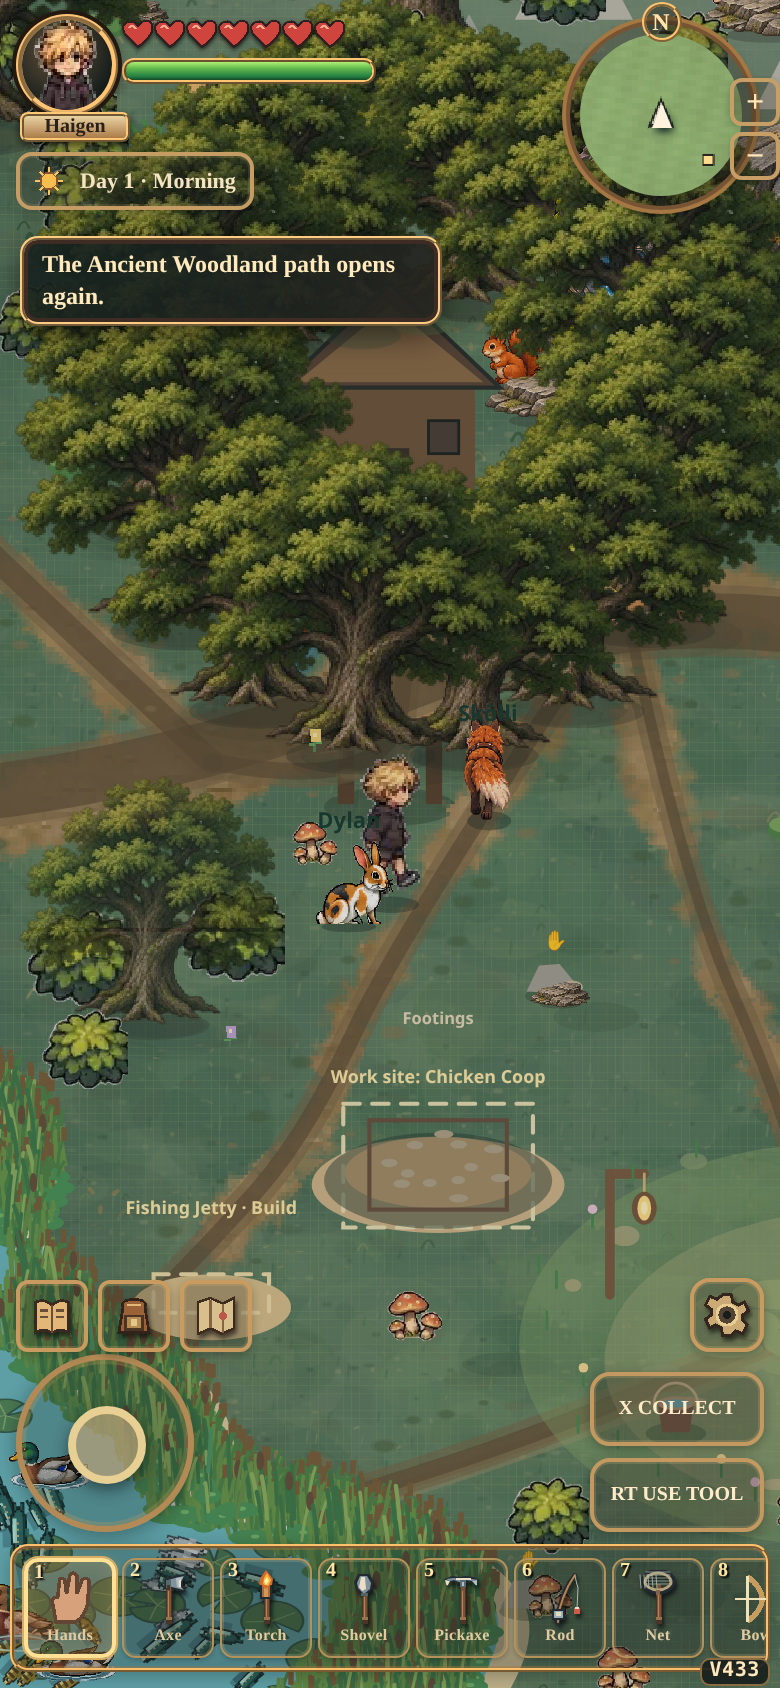 N
+
−
Haigen
Day 1 · Morning
The Ancient Woodland path opens
again.
Skadi
Dylan
Footings
Work site: Chicken Coop
Fishing Jetty · Build
X COLLECT
RT USE TOOL
1
2
3
4
5
6
7
8
Hands
Axe
Torch
Shovel
Pickaxe
Rod
Net
Bow
V433